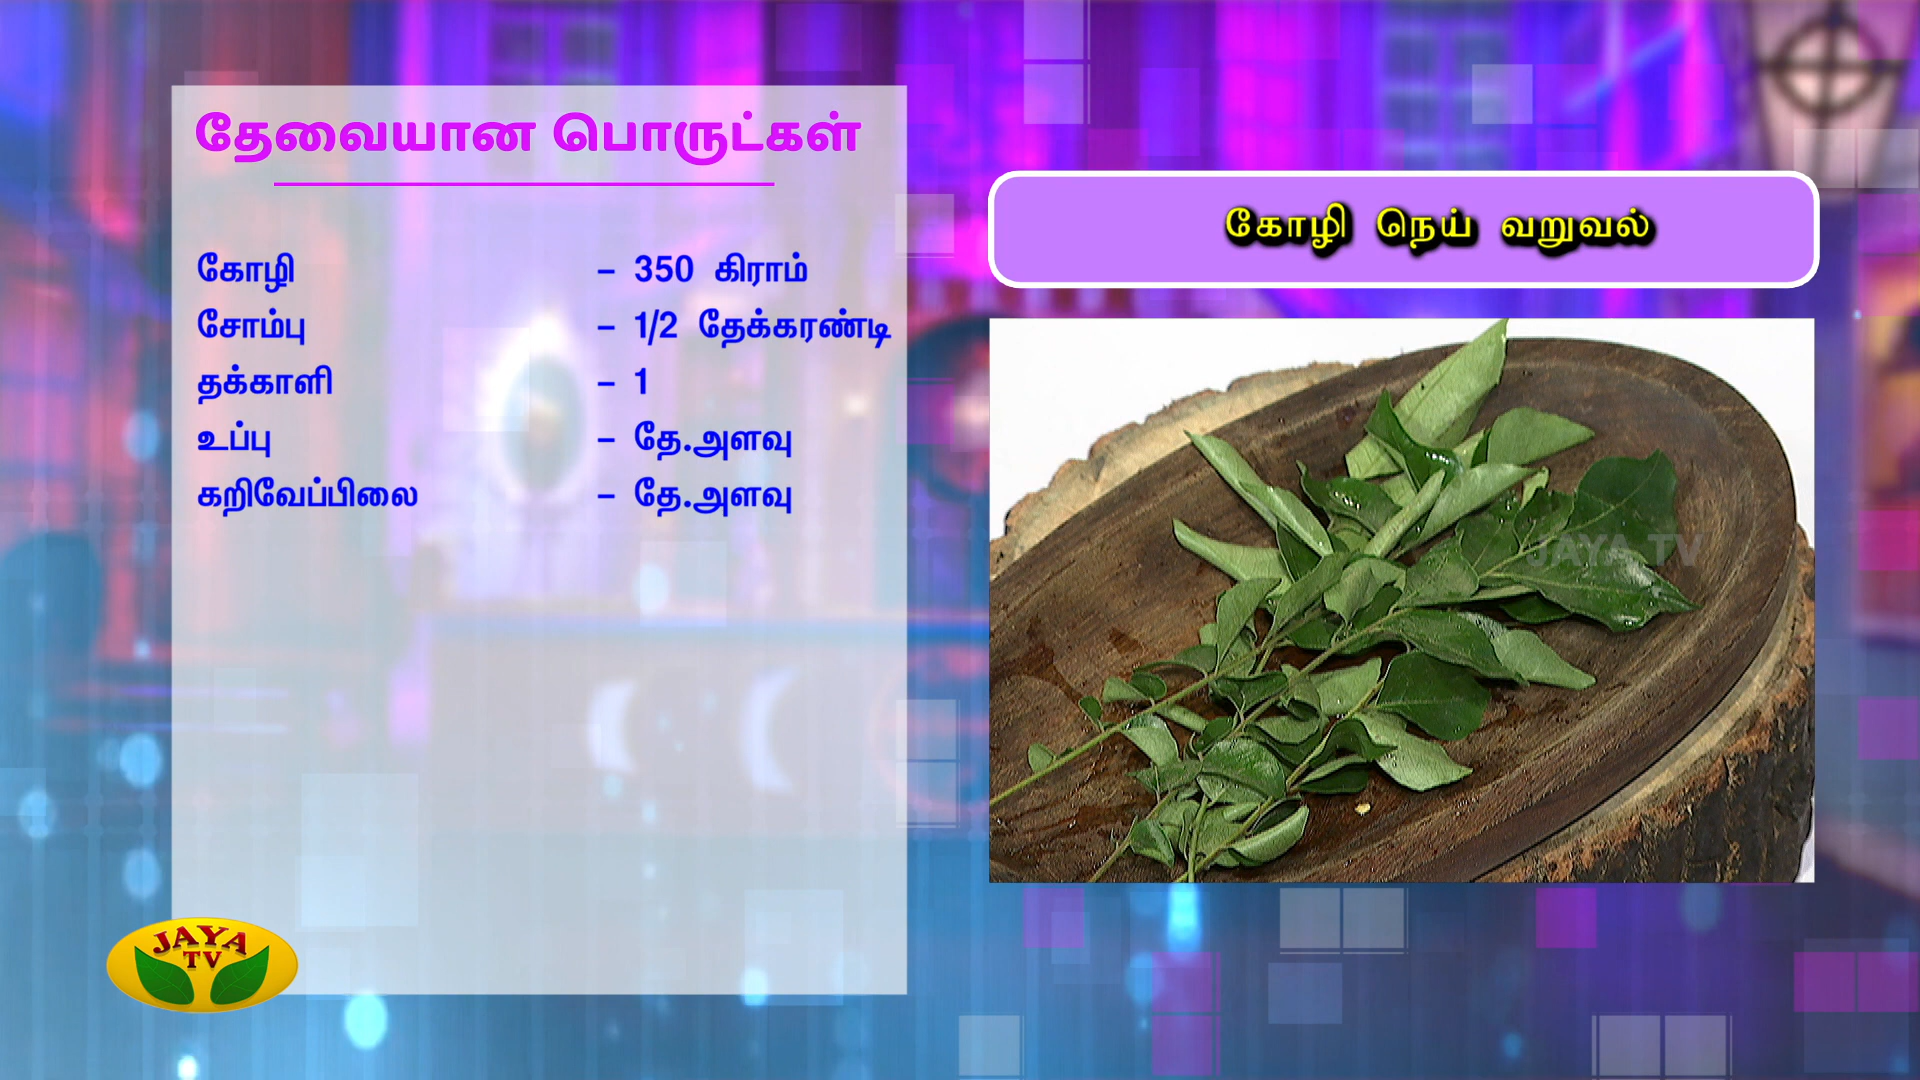 தேவையான பொருட்கள்
கோழி – 350 கிராம்
சோம்பு – 1/2 தேக்கரண்டி
தக்காளி – 1
உப்பு – தே.அளவு
கறிவேப்பிலை – தே.அளவு
கோழி நெய் வறுவல்
JAYA TV
JAYA
TV